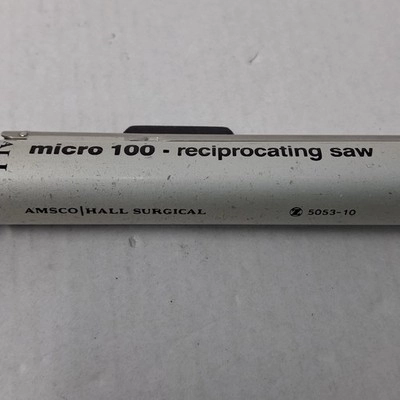 micro 100 - reciprocating saw
AMSCO|HALL SURGICAL
Ⓩ 5053-10